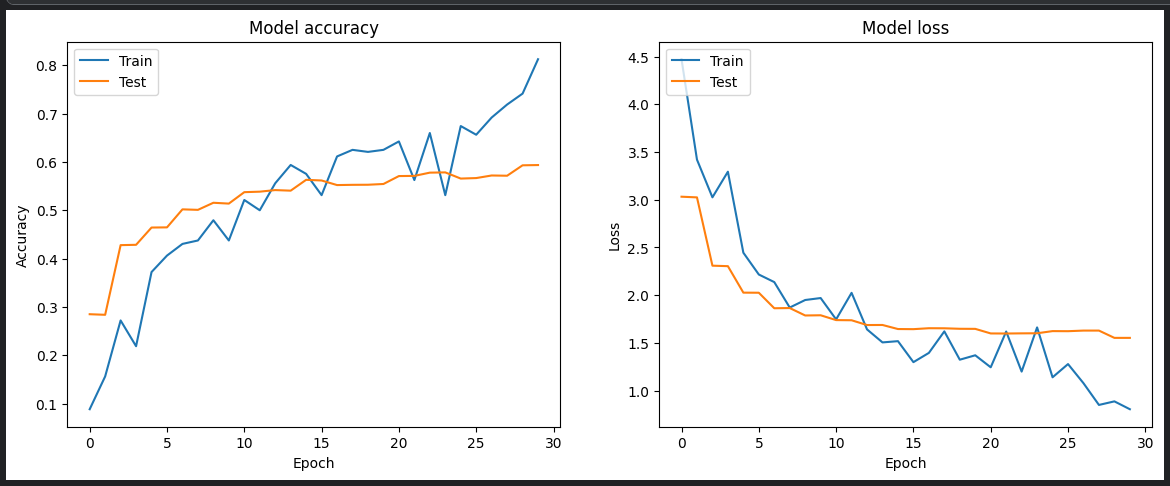 Model accuracy
Train
Test
0.8
0.7
0.6
0.5
0.4
0.3
0.2
0.1
Accuracy
0 5 10 15 20 25 30
Epoch
Model loss
Train
Test
4.5
4.0
3.5
3.0
2.5
2.0
1.5
1.0
Loss
0 5 10 15 20 25 30
Epoch